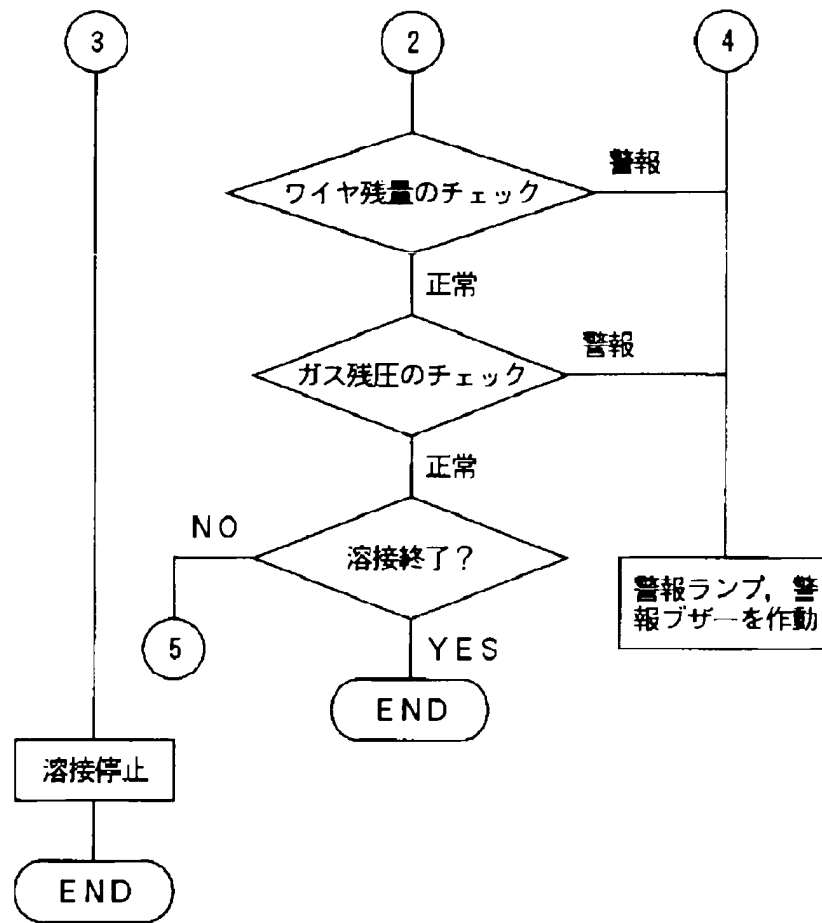 3
2
4
ワイヤ残量のチェック
警報
正常
ガス残圧のチェック
警報
正常
溶接終了?
NO
YES
5
END
警報ランプ,警
報ブザーを作動
溶接停止
END